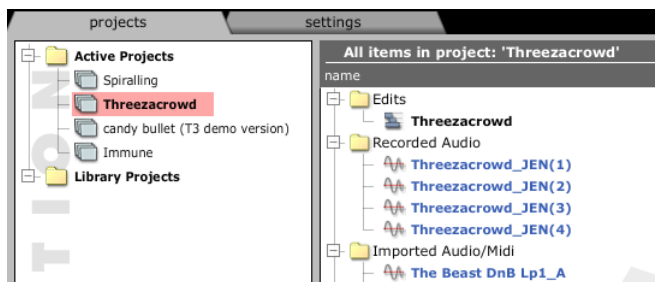 projects
settings
Active Projects
Spiralling
Threezacrowd
candy bullet (T3 demo version)
Immune
Library Projects
T I O N
All items in project: 'Threezacrowd'
name
Edits
Threezacrowd
Recorded Audio
Threezacrowd_JEN(1)
Threezacrowd_JEN(2)
Threezacrowd_JEN(3)
Threezacrowd_JEN(4)
Imported Audio/Midi
The Beast DnB Lp1_A